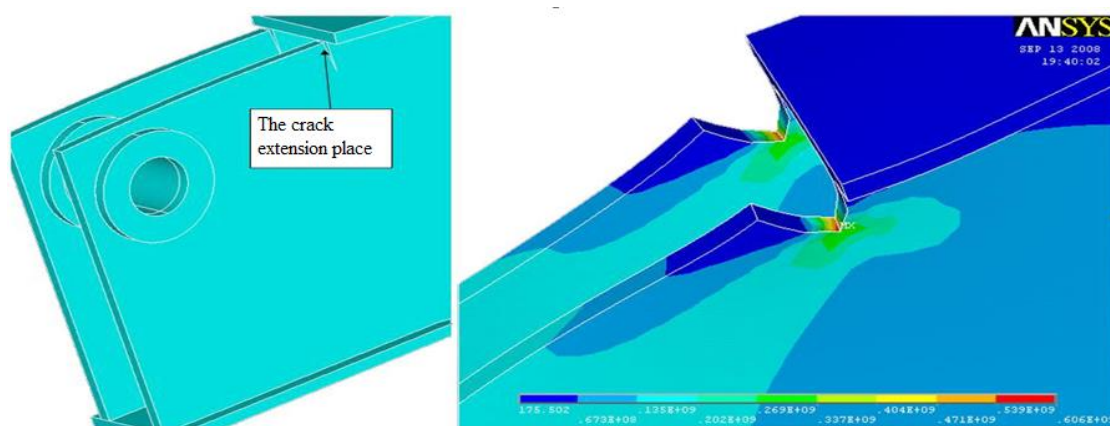 The crack
extension place
ANSYS
SEP 13 2008
19:40:02
MX
175.502 .135E+09 .269E+09 .404E+09 .539E+09
.673E+08 .202E+09 .337E+09 .471E+09 .606E+09